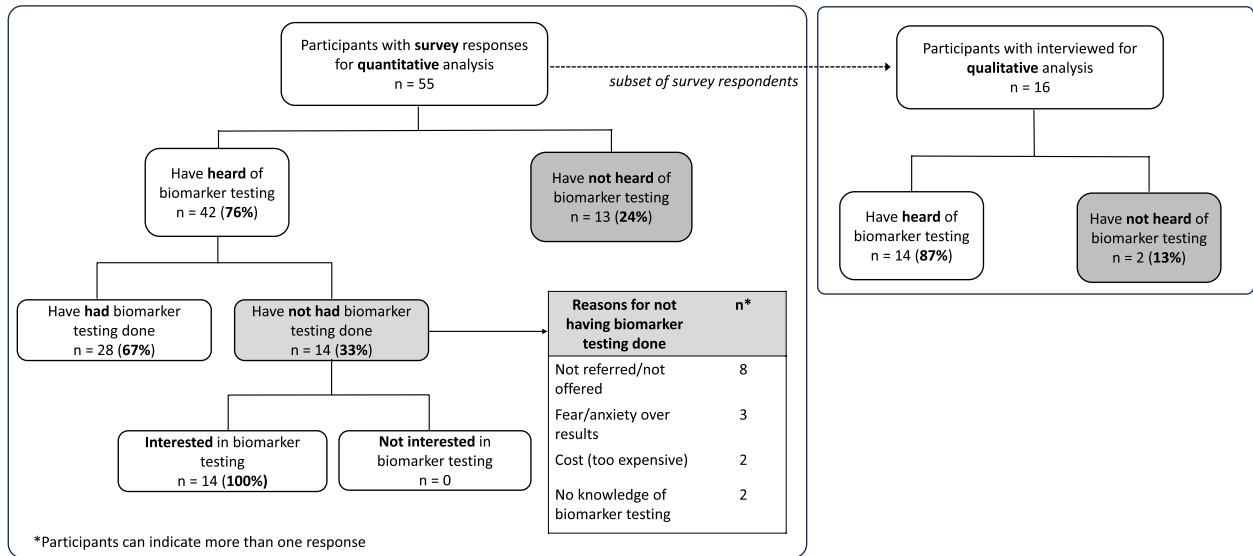 Participants with survey responses
for quantitative analysis
n = 55
subset of survey respondents
Participants with interviewed for
qualitative analysis
n = 16
Have heard of
biomarker testing
n = 42 (76%)
Have not heard of
biomarker testing
n = 13 (24%)
Have heard of
biomarker testing
n = 14 (87%)
Have not heard of
biomarker testing
n = 2 (13%)
Have had biomarker
testing done
n = 28 (67%)
Have not had biomarker
testing done
n = 14 (33%)
Reasons for not
having biomarker
testing done
n*
Not referred/not
offered
8
Fear/anxiety over
results
3
Cost (too expensive)
2
No knowledge of
biomarker testing
2
Interested in biomarker
testing
n = 14 (100%)
Not interested in
biomarker testing
n = 0
*Participants can indicate more than one response